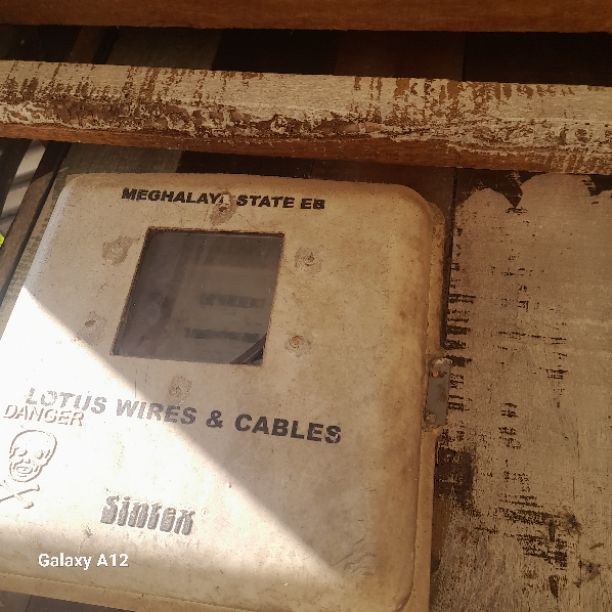 MEGHALAYA STATE EB
LOTUS WIRES & CABLES
DANGER
Sintex
Galaxy A12